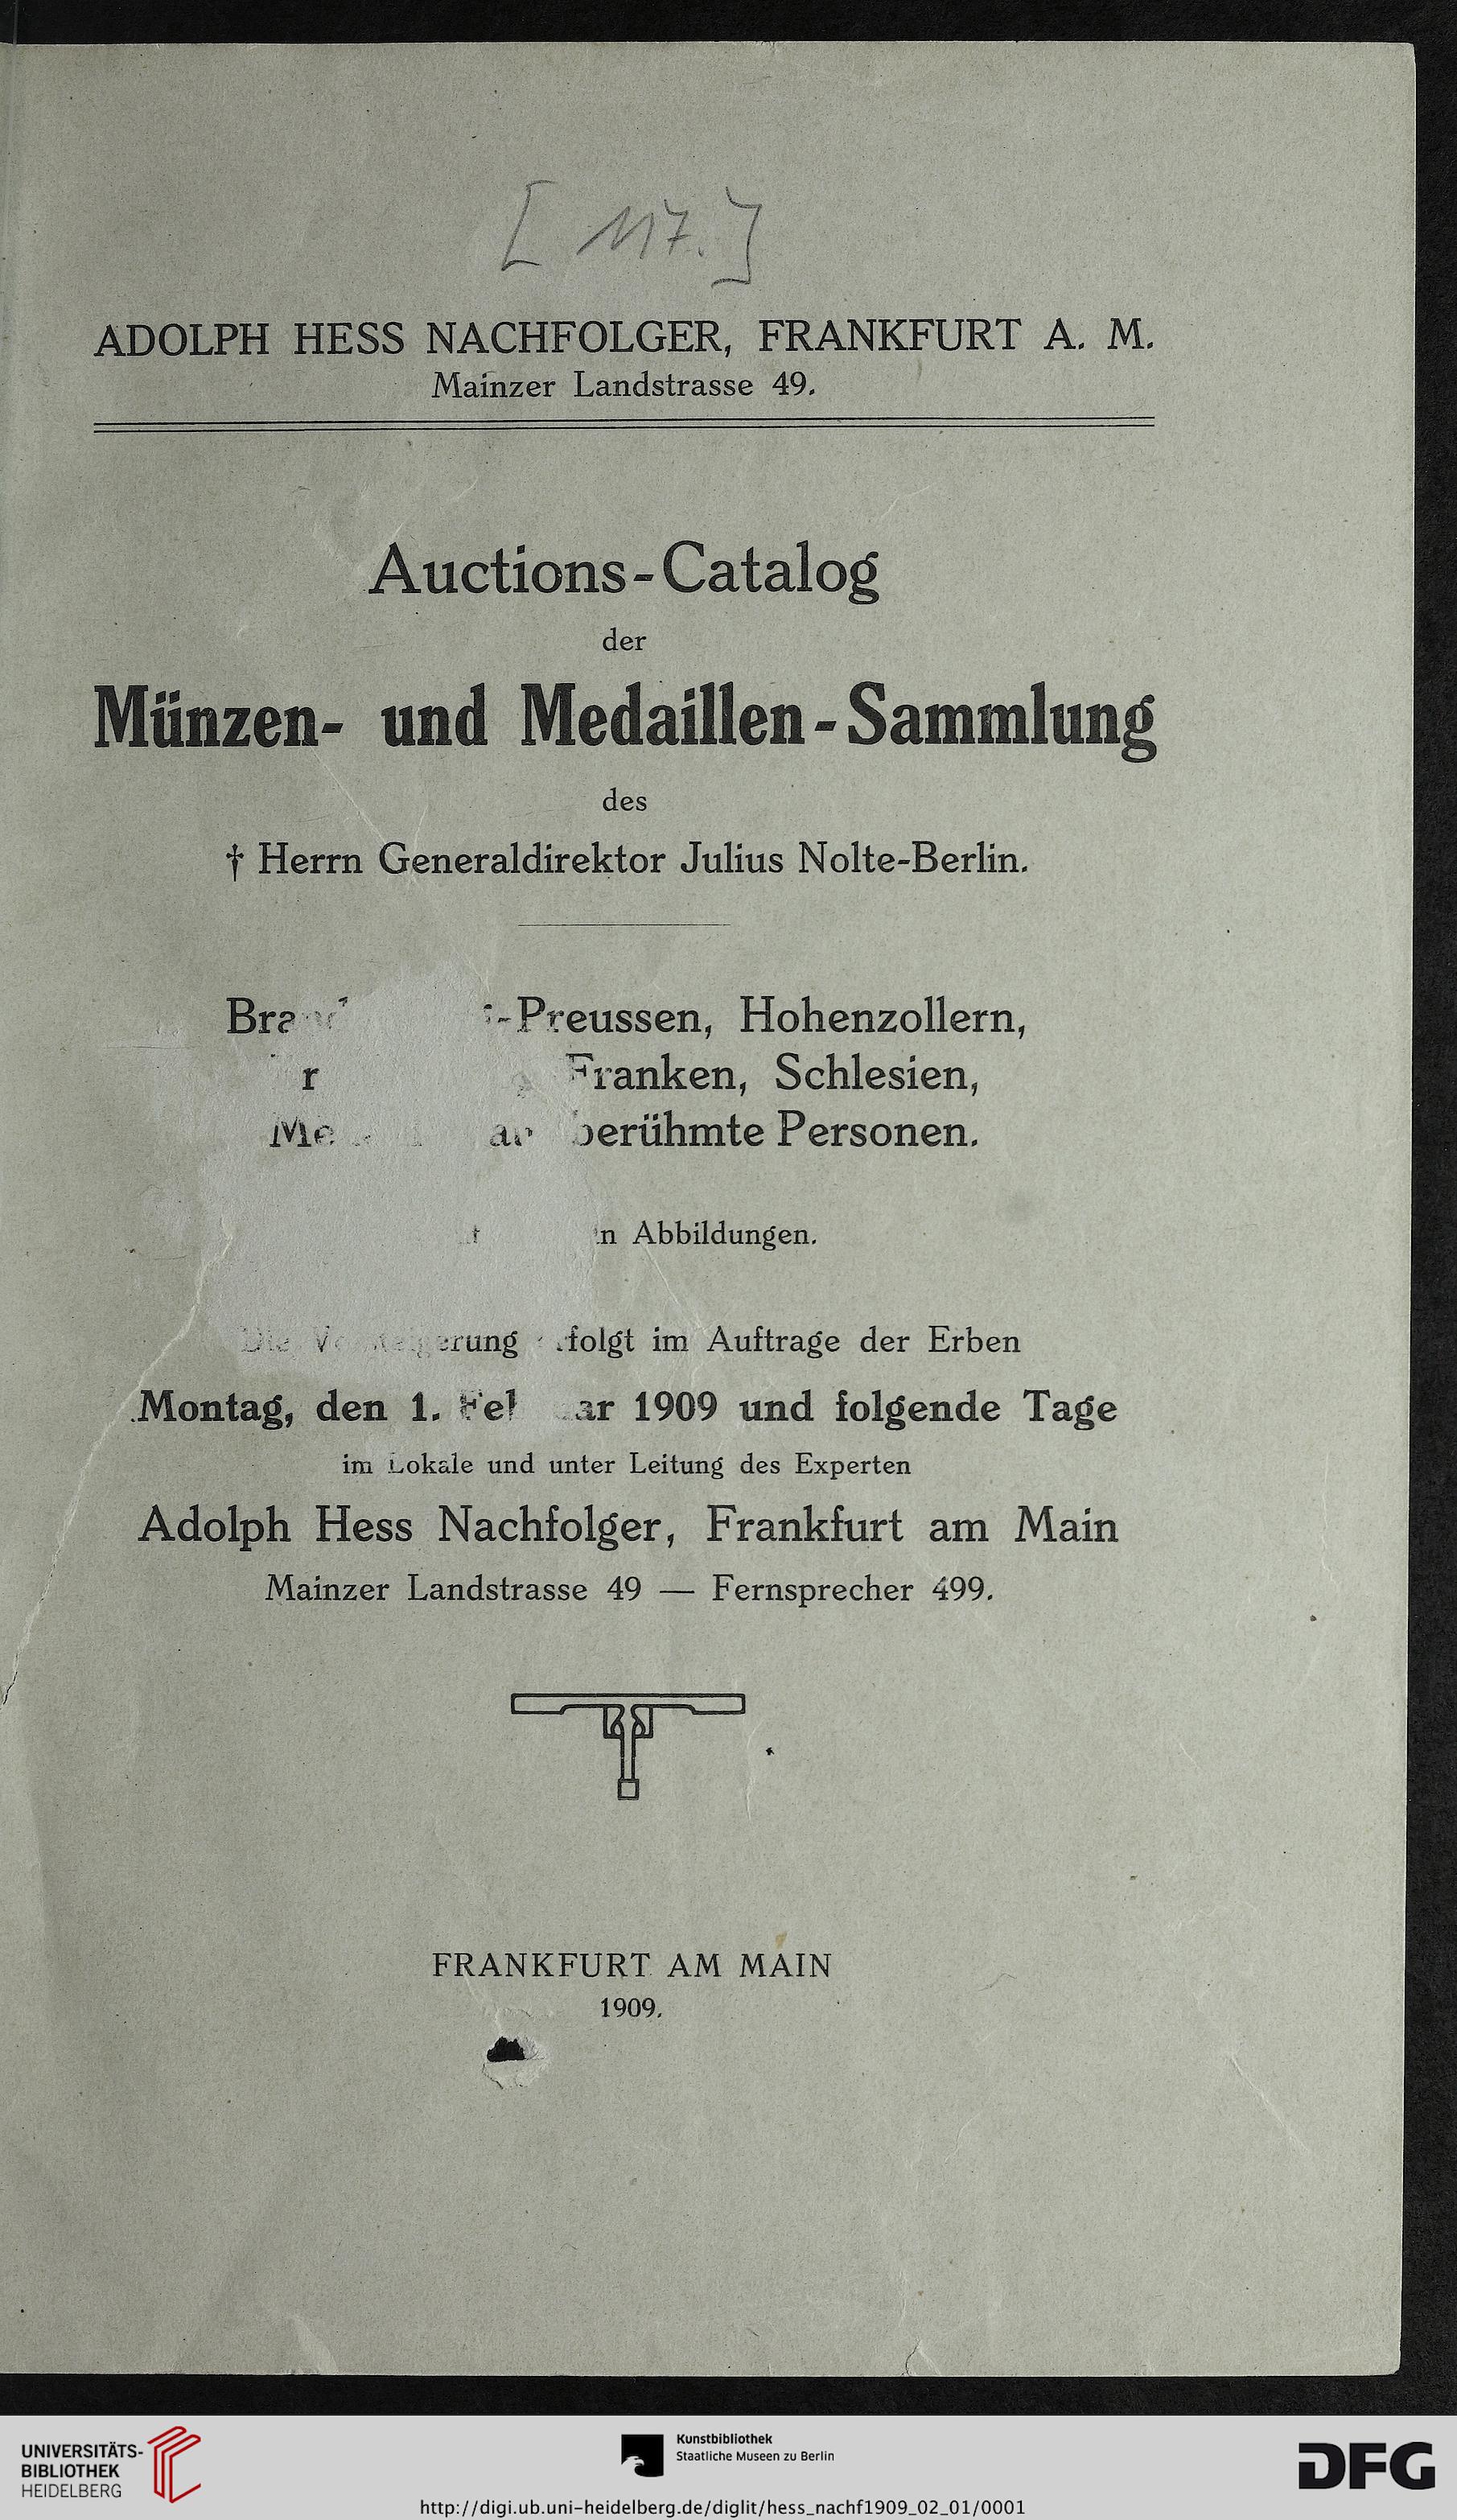 [117.]
ADOLPH HESS NACHFOLGER, FRANKFURT A. M.
Mainzer Landstrasse 49.
Auctions-Catalog
der
Münzen- und Medaillen-Sammlung
des
† Herrn Generaldirektor Julius Nolte-Berlin.
-Preussen, Hohenzollern,
Franken, Schlesien,
berühmte Personen.
Abbildungen.
folgt im Auftrage der Erben
Montag, den 1. 1909 und folgende Tage
im Lokale und unter Leitung des Experten
Adolph Hess Nachfolger, Frankfurt am Main
Mainzer Landstrasse 49 — Fernsprecher 499.
FRANKFURT AM MAIN
1909.
UNIVERSITÄTS-
BIBLIOTHEK
HEIDELBERG
Kunstbibliothek
Staatliche Museen zu Berlin
DFG
http://digi.ub.uni-heidelberg.de/diglit/hess_nachf1909_02_01/0001